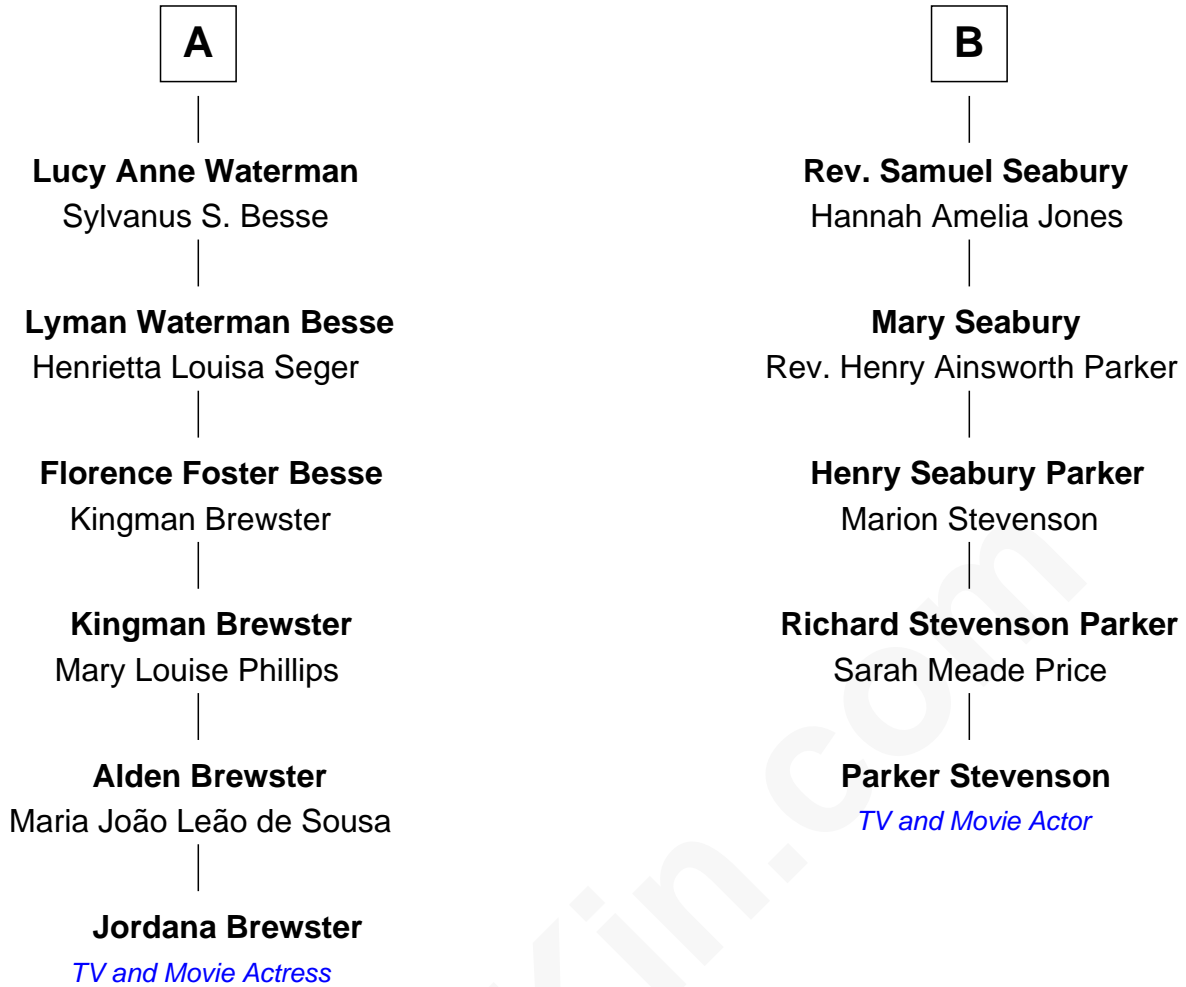 A
Lucy Anne Waterman
Sylvanus S. Besse
Lyman Waterman Besse
Henrietta Louisa Seger
Florence Foster Besse
Kingman Brewster
Kingman Brewster
Mary Louise Phillips
Alden Brewster
Maria João Leão de Sousa
Jordana Brewster
TV and Movie Actress
B
Rev. Samuel Seabury
Hannah Amelia Jones
Mary Seabury
Rev. Henry Ainsworth Parker
Henry Seabury Parker
Marion Stevenson
Richard Stevenson Parker
Sarah Meade Price
Parker Stevenson
TV and Movie Actor
Kin.com